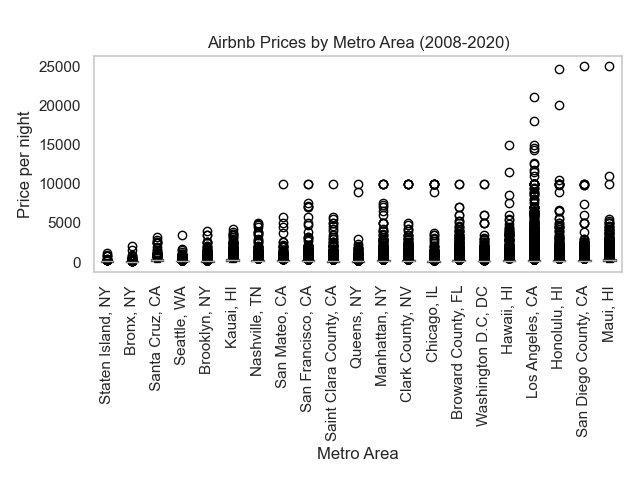 Airbnb Prices by Metro Area (2008-2020)
Price per night
25000
20000
15000
10000
5000
0
Staten Island, NY
Bronx, NY
Santa Cruz, CA
Seattle, WA
Brooklyn, NY
Kauai, HI
Nashville, TN
San Mateo, CA
San Francisco, CA
Saint Clara County, CA
Queens, NY
Manhattan, NY
Clark County, NV
Chicago, IL
Broward County, FL
Washington D C, DC
Hawaii, HI
Los Angeles, CA
Honolulu, HI
San Diego County, CA
Maui, HI
Metro Area